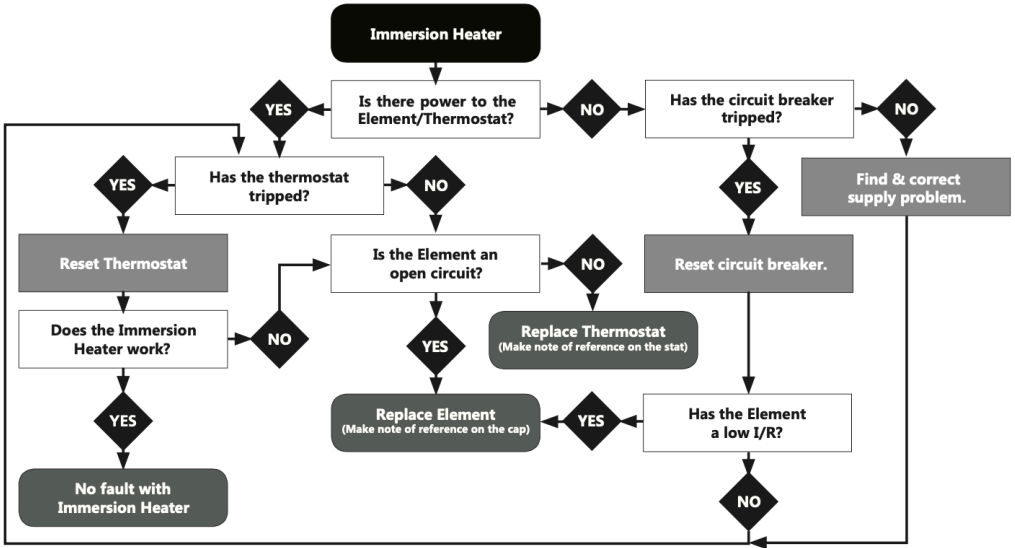 Immersion Heater
Is there power to the
Element/Thermostat?
YES
NO
Has the circuit breaker
tripped?
NO
Has the thermostat
tripped?
YES
NO
YES
Find & correct
supply problem.
Reset Thermostat
Is the Element an
open circuit?
NO
Reset circuit breaker.
Does the Immersion
Heater work?
NO
YES
Replace Thermostat
(Make note of reference on the stat)
YES
Replace Element
(Make note of reference on the cap)
YES
Has the Element
a low I/R?
No fault with
Immersion Heater
NO